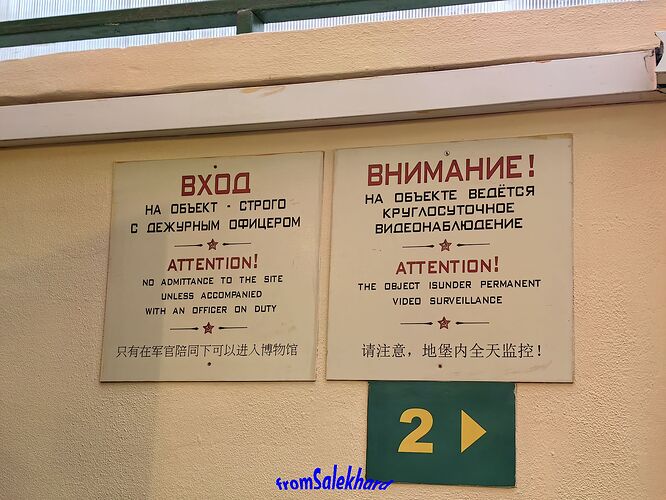 ВХОД
НА ОБЪЕКТ - СТРОГО
С ДЕЖУРНЫМ ОФИЦЕРОМ
ATTENTION!
NO ADMITTANCE TO THE SITE
UNLESS ACCOMPANIED
WITH AN OFFICER ON DUTY
只有在军官陪同下可以进入博物馆
ВНИМАНИЕ!
НА ОБЪЕКТЕ ВЕДЁТСЯ
КРУГЛОСУТОЧНОЕ
ВИДЕОНАБЛЮДЕНИЕ
ATTENTION!
THE OBJECT ISUNDER PERMANENT
VIDEO SURVEILLANCE
请注意，地堡内全天监控！
2
fromSalekhard